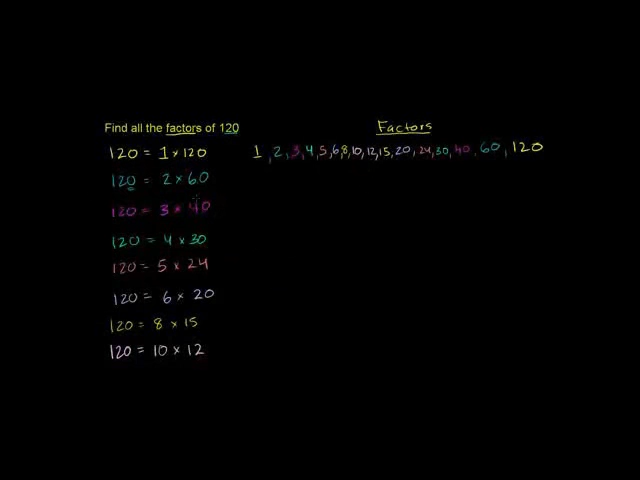 Find all the factors of 120
Factors
120 = 1 × 120
1, 2, 3, 4, 5, 6, 8, 10, 12, 15, 20, 24, 30, 40, 60, 120
120 = 2 × 60
120 = 3 × 40
120 = 4 × 30
120 = 5 × 24
120 = 6 × 20
120 = 8 × 15
120 = 10 × 12